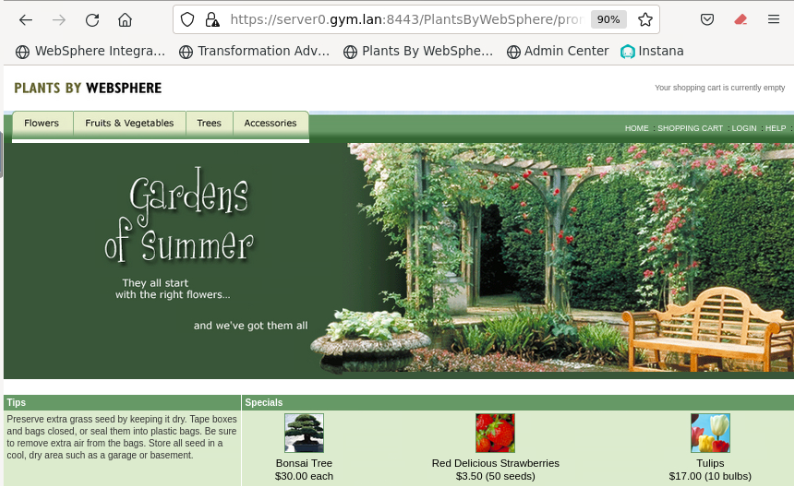 https://server0.gym.lan:8443/PlantsByWebSphere/pro
90%
WebSphere Integra… Transformation Adv… Plants By WebSphe… Admin Center Instana
PLANTS BY WEBSPHERE
Your shopping cart is currently empty
Flowers Fruits & Vegetables Trees Accessories
HOME : SHOPPING CART : LOGIN : HELP
Gardens
of Summer
They all start
with the right flowers...
and we've got them all
Tips Specials
Preserve extra grass seed by keeping it dry. Tape boxes
and bags closed, or seal them into plastic bags. Be sure
to remove extra air from the bags. Store all seed in a
cool, dry area such as a garage or basement.
Bonsai Tree
$30.00 each
Red Delicious Strawberries
$3.50 (50 seeds)
Tulips
$17.00 (10 bulbs)